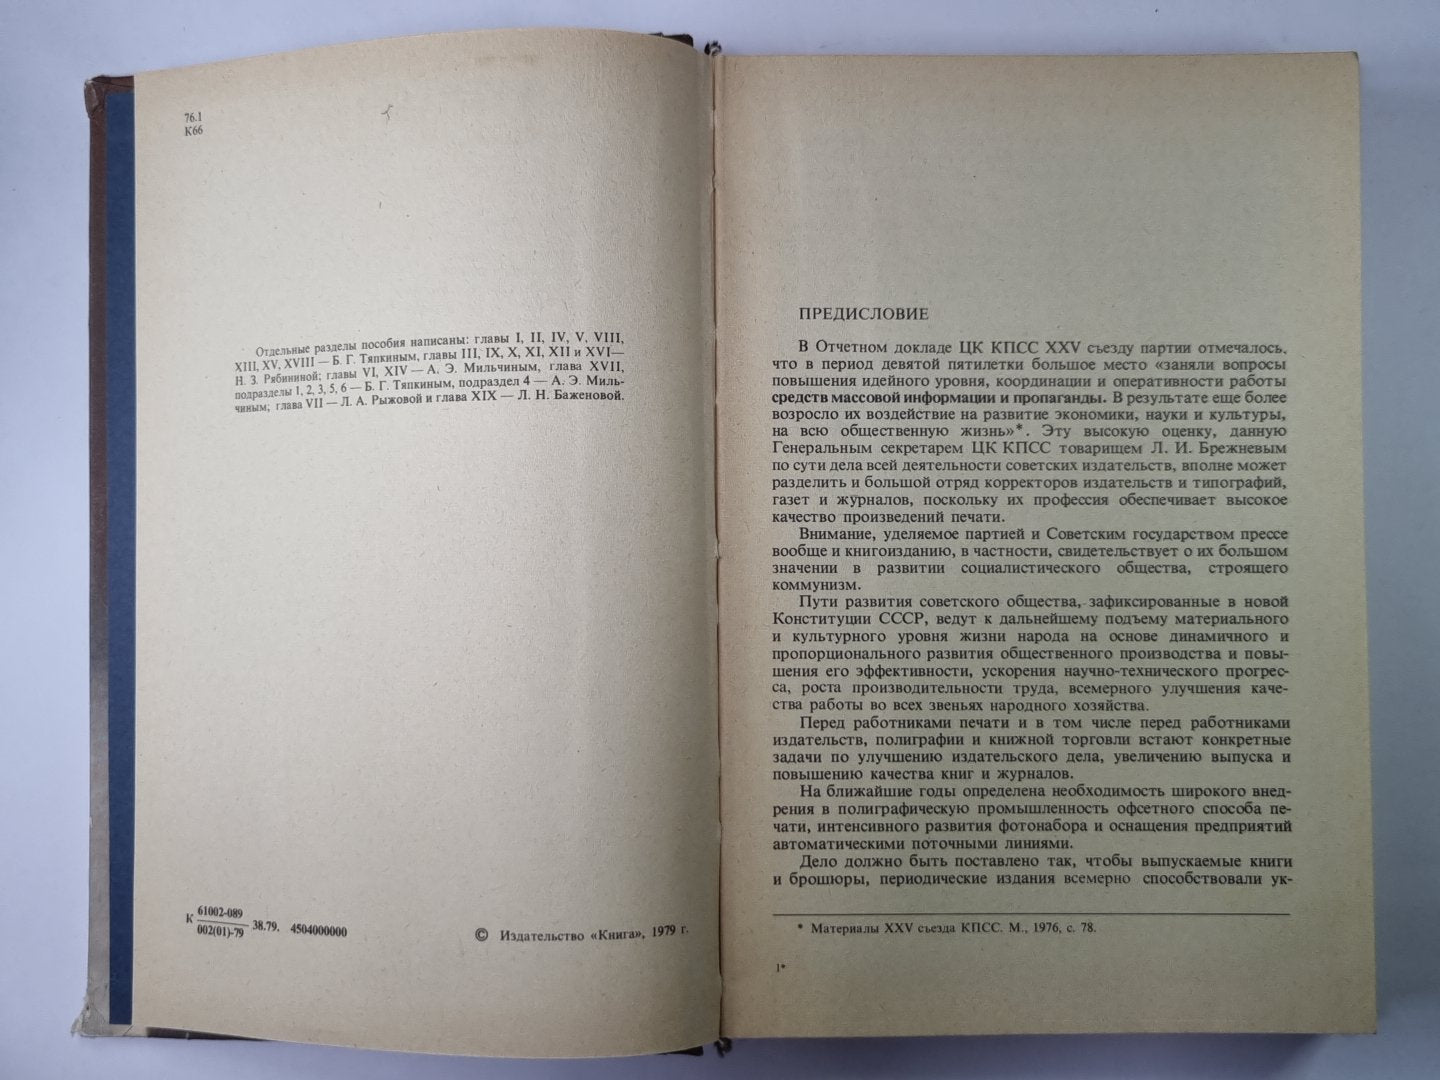 76.1
К66
Отдельные разделы пособия написаны: главы I, II, IV, V, VIII,
XIII, XV, XVIII — Б. Г. Тяпкиным, главы III, IX, X, XI, XII и XVI—
Н. З. Рябининой; главы VI, XIV — А. Э. Мильчиным, глава XVII,
подразделы 1, 2, 3, 5, 6 — Б. Г. Тяпкиным, подраздел 4 — А. Э. Миль-
чиным; глава VII — Л. А. Рыжовой и глава XIX — Л. Н. Баженовой.
К 61002-089
002(01)-79 38.79. 4504000000
© Издательство «Книга», 1979 г.
ПРЕДИСЛОВИЕ
В Отчетном докладе ЦК КПСС XXV съезду партии отмечалось,
что в период девятой пятилетки большое место «заняли вопросы
повышения идейного уровня, координации и оперативности работы
средств массовой информации и пропаганды. В результате еще более
возросло их воздействие на развитие экономики, науки и культуры,
на всю общественную жизнь»*. Эту высокую оценку, данную
Генеральным секретарем ЦК КПСС товарищем Л. И. Брежневым
по сути дела всей деятельности советских издательств, вполне может
разделить и большой отряд корректоров издательств и типографий,
газет и журналов, поскольку их профессия обеспечивает высокое
качество произведений печати.
Внимание, уделяемое партией и Советским государством прессе
вообще и книгоизданию, в частности, свидетельствует о их большом
значении в развитии социалистического общества, строящего
коммунизм.
Пути развития советского общества, зафиксированные в новой
Конституции СССР, ведут к дальнейшему подъему материального
и культурного уровня жизни народа на основе динамичного и
пропорционального развития общественного производства и повы-
шения его эффективности, ускорения научно-технического прогрес-
са, роста производительности труда, всемерного улучшения каче-
ства работы во всех звеньях народного хозяйства.
Перед работниками печати и в том числе перед работниками
издательств, полиграфии и книжной торговли встают конкретные
задачи по улучшению издательского дела, увеличению выпуска и
повышению качества книг и журналов.
На ближайшие годы определена необходимость широкого внед-
рения в полиграфическую промышленность офсетного способа пе-
чати, интенсивного развития фотонабора и оснащения предприятий
автоматическими поточными линиями.
Дело должно быть поставлено так, чтобы выпускаемые книги
и брошюры, периодические издания всемерно способствовали ук-
* Материалы XXV съезда КПСС. М., 1976, с. 78.
1*